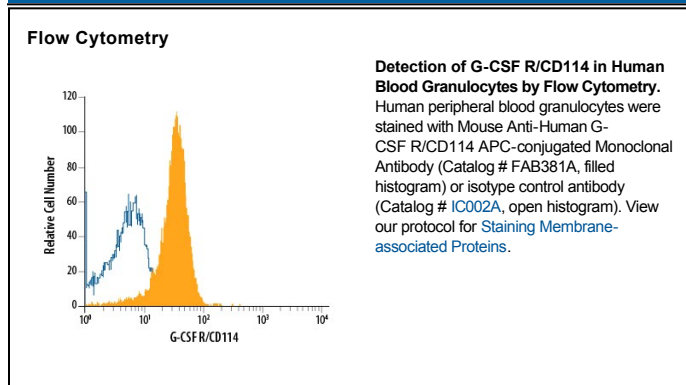 Flow Cytometry
Detection of G-CSF R/CD114 in Human
Blood Granulocytes by Flow Cytometry.
Human peripheral blood granulocytes were
stained with Mouse Anti-Human G-
CSF R/CD114 APC-conjugated Monoclonal
Antibody (Catalog # FAB381A, filled
histogram) or isotype control antibody
(Catalog # IC002A, open histogram). View
our protocol for Staining Membrane-
associated Proteins.
Relative Cell Number
120
100
80
60
40
20
0
10⁰ 10¹ 10² 10³ 10⁴
G-CSF R/CD114